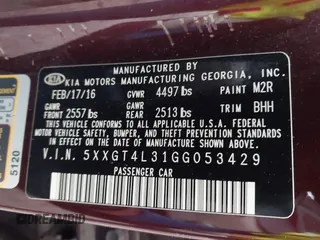 MANUFACTURED BY
KIA
KIA MOTORS MANUFACTURING GEORGIA, INC.
FEB/17/16 GVWR 4497 lbs PAINT M2R
GAWR FRONT 2557 lbs GAWR REAR 2513 lbs TRIM BHH
THIS VEHICLE CONFORMS TO ALL APPLICABLE U.S.A. FEDERAL
MOTOR VEHICLE SAFETY, BUMPER, AND THEFT PREVENTION
STANDARDS IN EFFECT ON THE DATE OF MANUFACTURE SHOWN ABOVE.
V.I.N. 5XXGT4L31GG053429
PASSENGER CAR
5120